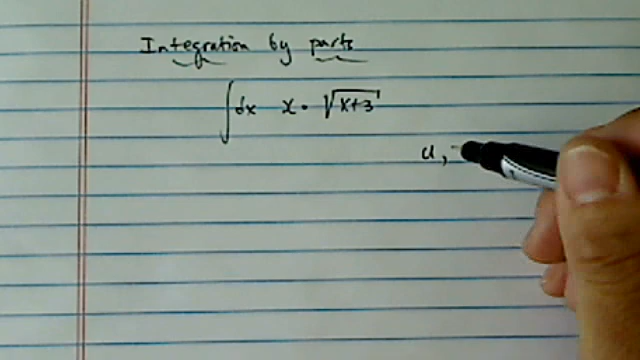 Integration by parts
∫dx x · √x+3
u,